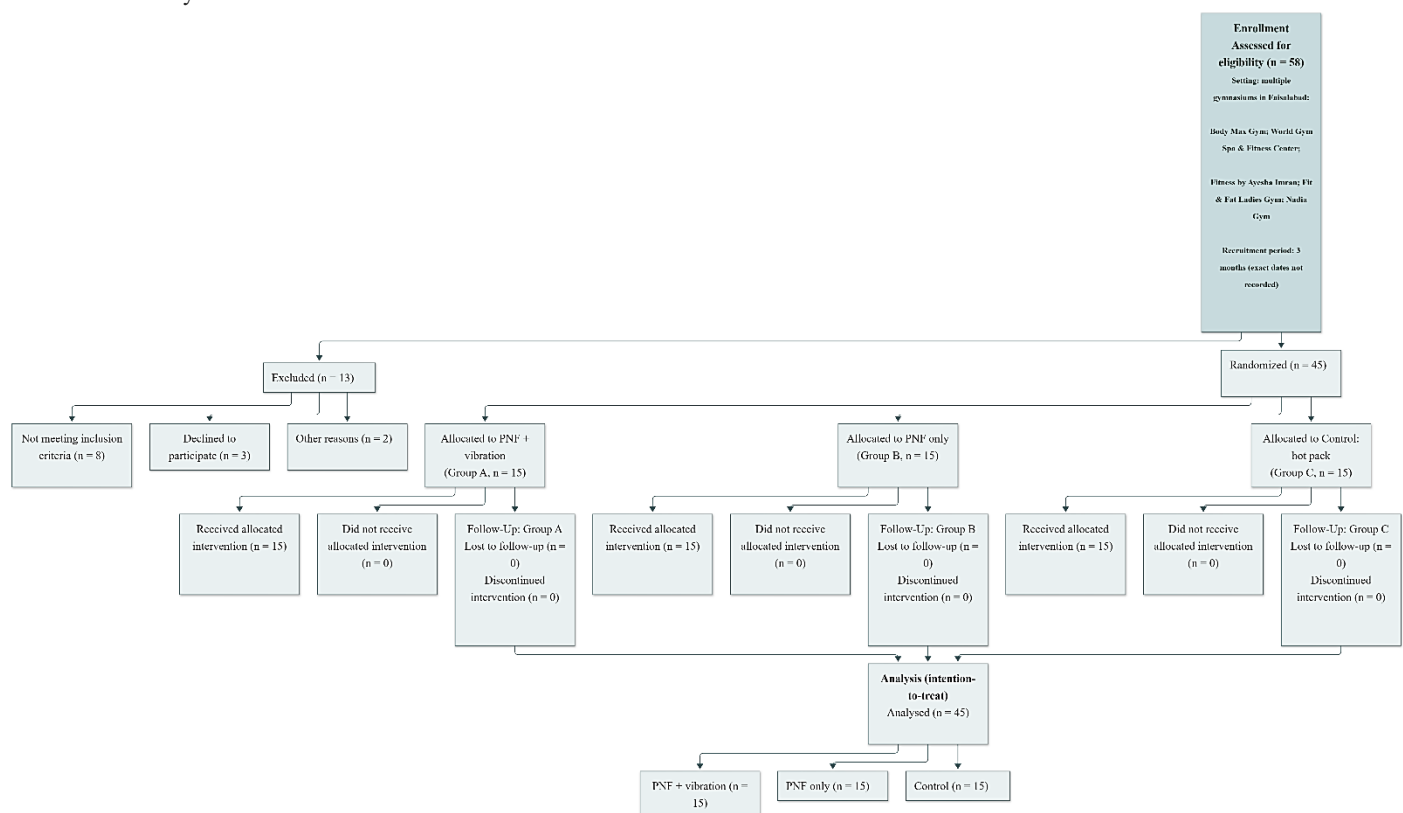 Enrollment
Assessed for
eligibility (n = 58)
Setting: multiple
gymnasiums in Faisalabad:
Body Max Gym; World Gym
Spa & Fitness Center;
Fitness by Ayesha Imran; Fit
& Fat Ladies Gym; Nadia
Gym
Recruitment period: 3
months (exact dates not
recorded)
Excluded (n = 13)
Randomized (n = 45)
Not meeting inclusion
criteria (n = 8)
Declined to
participate (n = 3)
Other reasons (n = 2)
Allocated to PNF +
vibration
(Group A, n = 15)
Allocated to PNF only
(Group B, n = 15)
Allocated to Control:
hot pack
(Group C, n = 15)
Received allocated
intervention (n = 15)
Did not receive
allocated intervention
(n = 0)
Follow-Up: Group A
Lost to follow-up (n =
0)
Discontinued
intervention (n = 0)
Received allocated
intervention (n = 15)
Did not receive
allocated intervention
(n = 0)
Follow-Up: Group B
Lost to follow-up (n =
0)
Discontinued
intervention (n = 0)
Received allocated
intervention (n = 15)
Did not receive
allocated intervention
(n = 0)
Follow-Up: Group C
Lost to follow-up (n =
0)
Discontinued
intervention (n = 0)
Analysis (intention-
to-treat)
Analysed (n = 45)
PNF + vibration (n =
15)
PNF only (n = 15)
Control (n = 15)